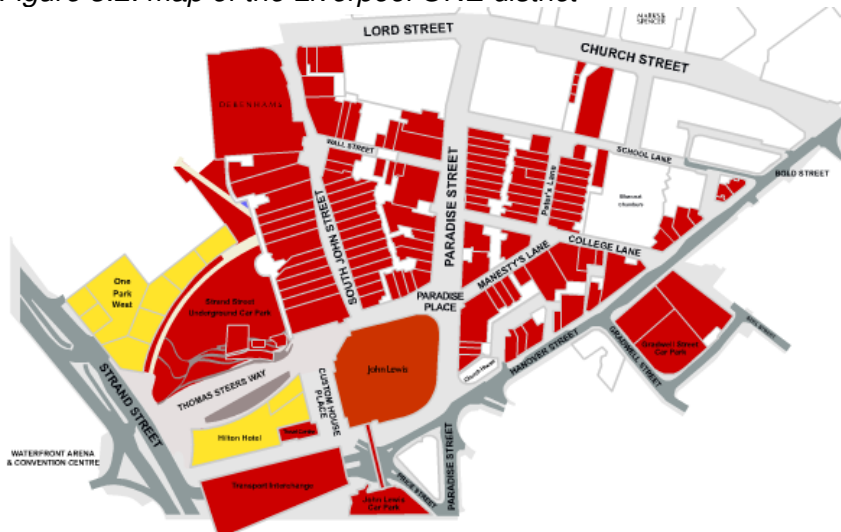 Figure 3.2: Map of the Liverpool ONE district
MARKS &
SPENCER
LORD STREET
CHURCH STREET
DEBENHAMS
WALL STREET
SCHOOL LANE
BOLD STREET
Peter's Lane
Bluecoat
Chambers
PARADISE STREET
SOUTH JOHN STREET
COLLEGE LANE
MANESTY'S LANE
One
Park
West
PARADISE
PLACE
Strand Street
Underground Car Park
HANOVER STREET
GRADWELL STREET
Gradwell Street
Car Park
John Lewis
Church House
STRAND STREET
THOMAS STEERS WAY
CUSTOM HOUSE
PLACE
Hilton Hotel
WATERFRONT ARENA
& CONVENTION CENTRE
Transport Interchange
PRICE STREET
PARADISE STREET
John Lewis
Car Park